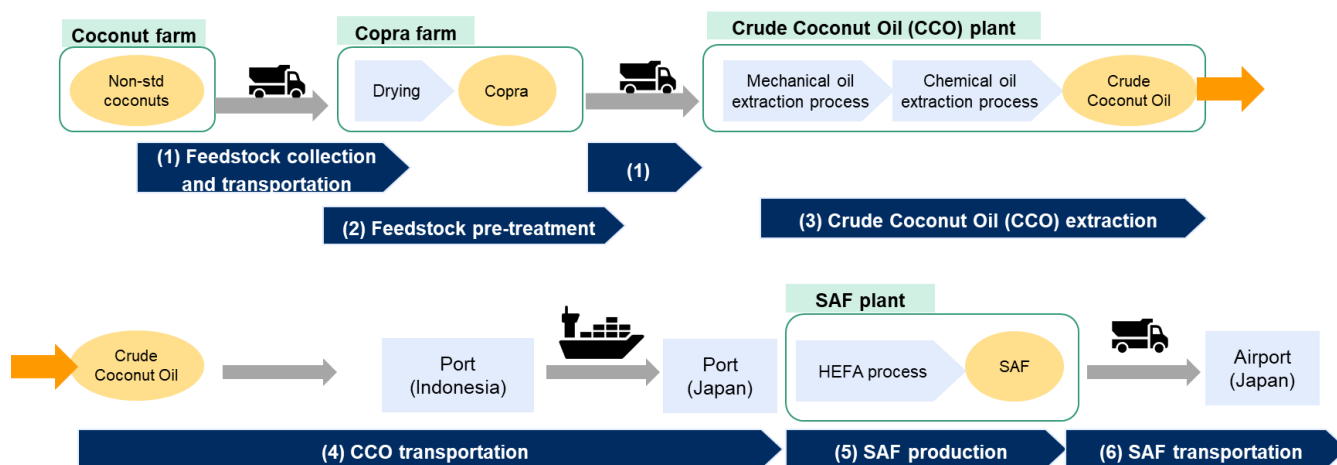 Coconut farm
Copra farm
Crude Coconut Oil (CCO) plant
Non-std
coconuts
Drying
Copra
Mechanical oil
extraction process
Chemical oil
extraction process
Crude
Coconut Oil
(1) Feedstock collection
and transportation
(1)
(2) Feedstock pre-treatment
(3) Crude Coconut Oil (CCO) extraction
SAF plant
Crude
Coconut Oil
Port
(Indonesia)
Port
(Japan)
HEFA process
SAF
Airport
(Japan)
(4) CCO transportation
(5) SAF production
(6) SAF transportation